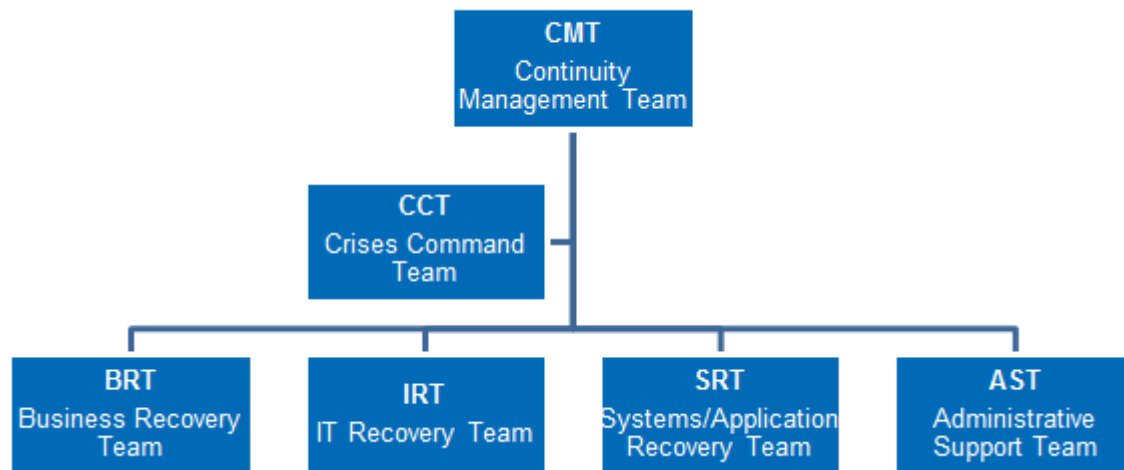 CMT
Continuity
Management Team
CCT
Crises Command
Team
BRT
Business Recovery
Team
IRT
IT Recovery Team
SRT
Systems/Application
Recovery Team
AST
Administrative
Support Team